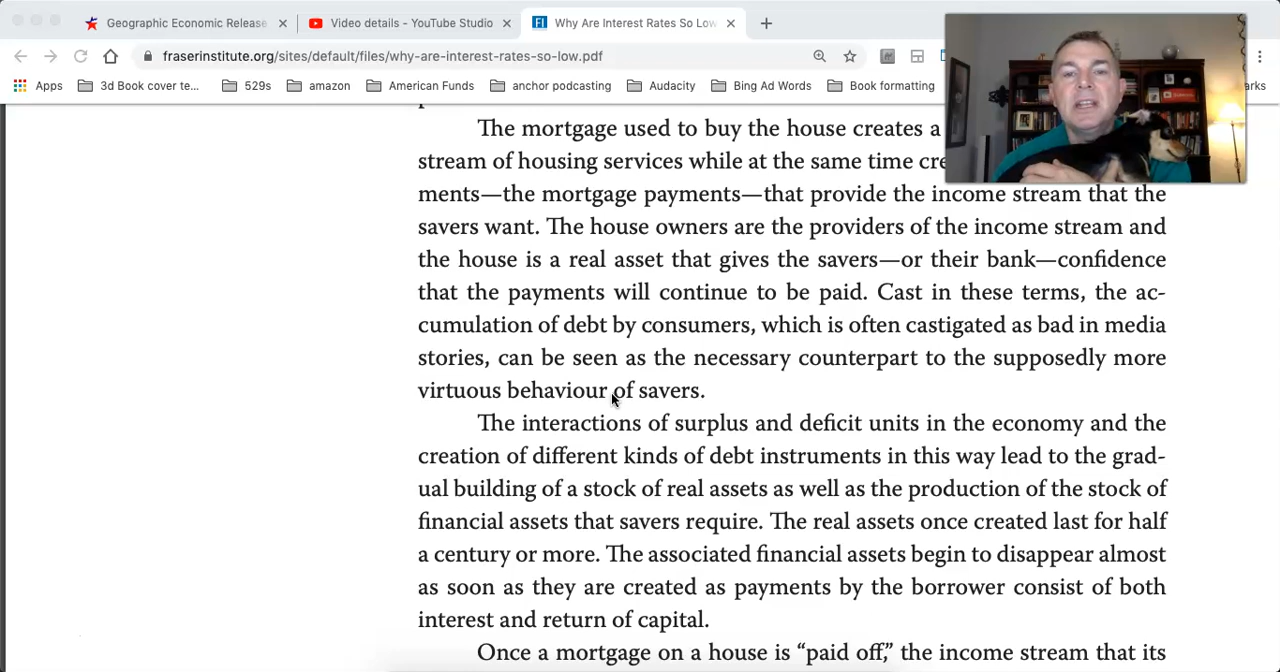 Geographic Economic Release
Video details - YouTube Studio
FI
Why Are Interest Rates So Low
fraserinstitute.org/sites/default/files/why-are-interest-rates-so-low.pdf
Apps
3d Book cover te...
529s
amazon
American Funds
anchor podcasting
Audacity
Bing Ad Words
Book formatting
arks
The mortgage used to buy the house creates a
stream of housing services while at the same time cre
ments—the mortgage payments—that provide the income stream that the
savers want. The house owners are the providers of the income stream and
the house is a real asset that gives the savers—or their bank—confidence
that the payments will continue to be paid. Cast in these terms, the ac-
cumulation of debt by consumers, which is often castigated as bad in media
stories, can be seen as the necessary counterpart to the supposedly more
virtuous behaviour of savers.
The interactions of surplus and deficit units in the economy and the
creation of different kinds of debt instruments in this way lead to the grad-
ual building of a stock of real assets as well as the production of the stock of
financial assets that savers require. The real assets once created last for half
a century or more. The associated financial assets begin to disappear almost
as soon as they are created as payments by the borrower consist of both
interest and return of capital.
Once a mortgage on a house is “paid off,” the income stream that its